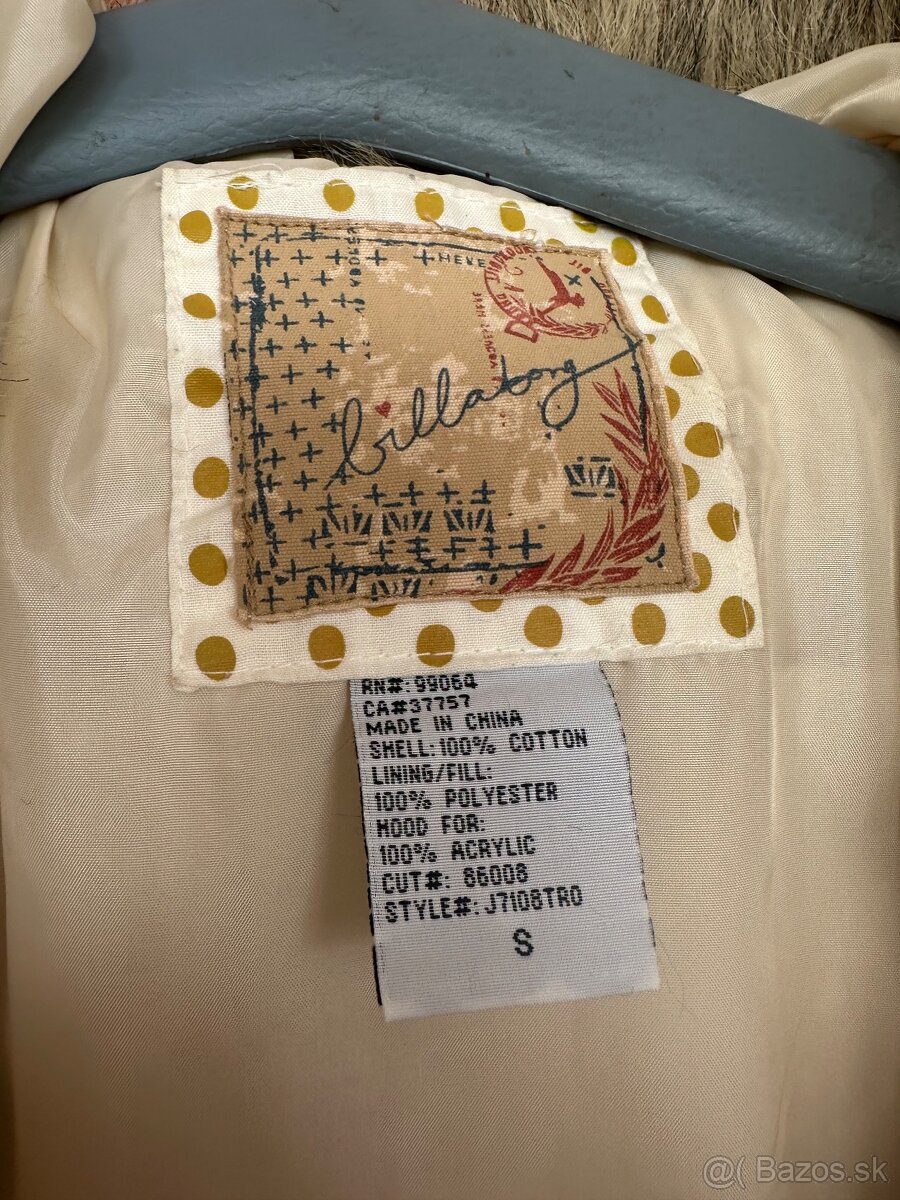 billabong
RN#: 99064
CA#37757
MADE IN CHINA
SHELL: 100% COTTON
LINING/FILL:
100% POLYESTER
HOOD FOR:
100% ACRYLIC
CUT#: 86008
STYLE#: J7108TRO
S
@( Bazos.sk